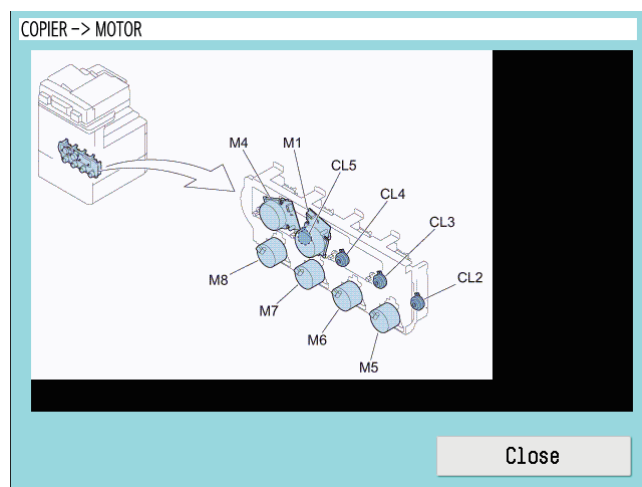 COPIER -> MOTOR
M4
M1
CL5
CL4
CL3
CL2
M8
M7
M6
M5
Close